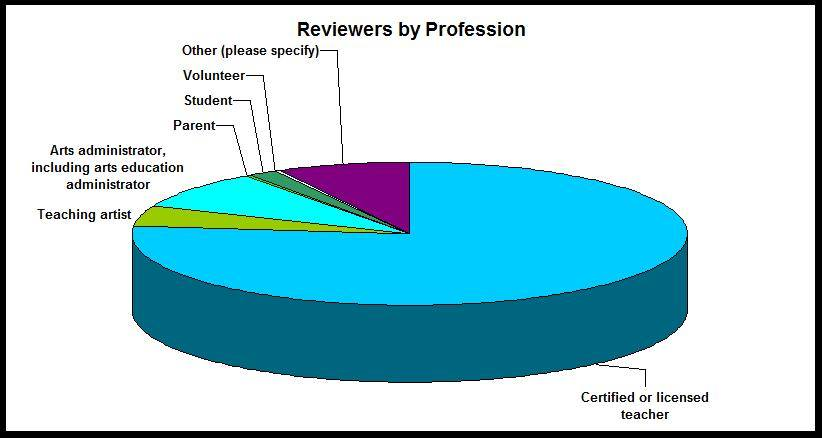 Reviewers by Profession
Other (please specify)
Volunteer
Student
Parent
Arts administrator,
including arts education
administrator
Teaching artist
Certified or licensed
teacher